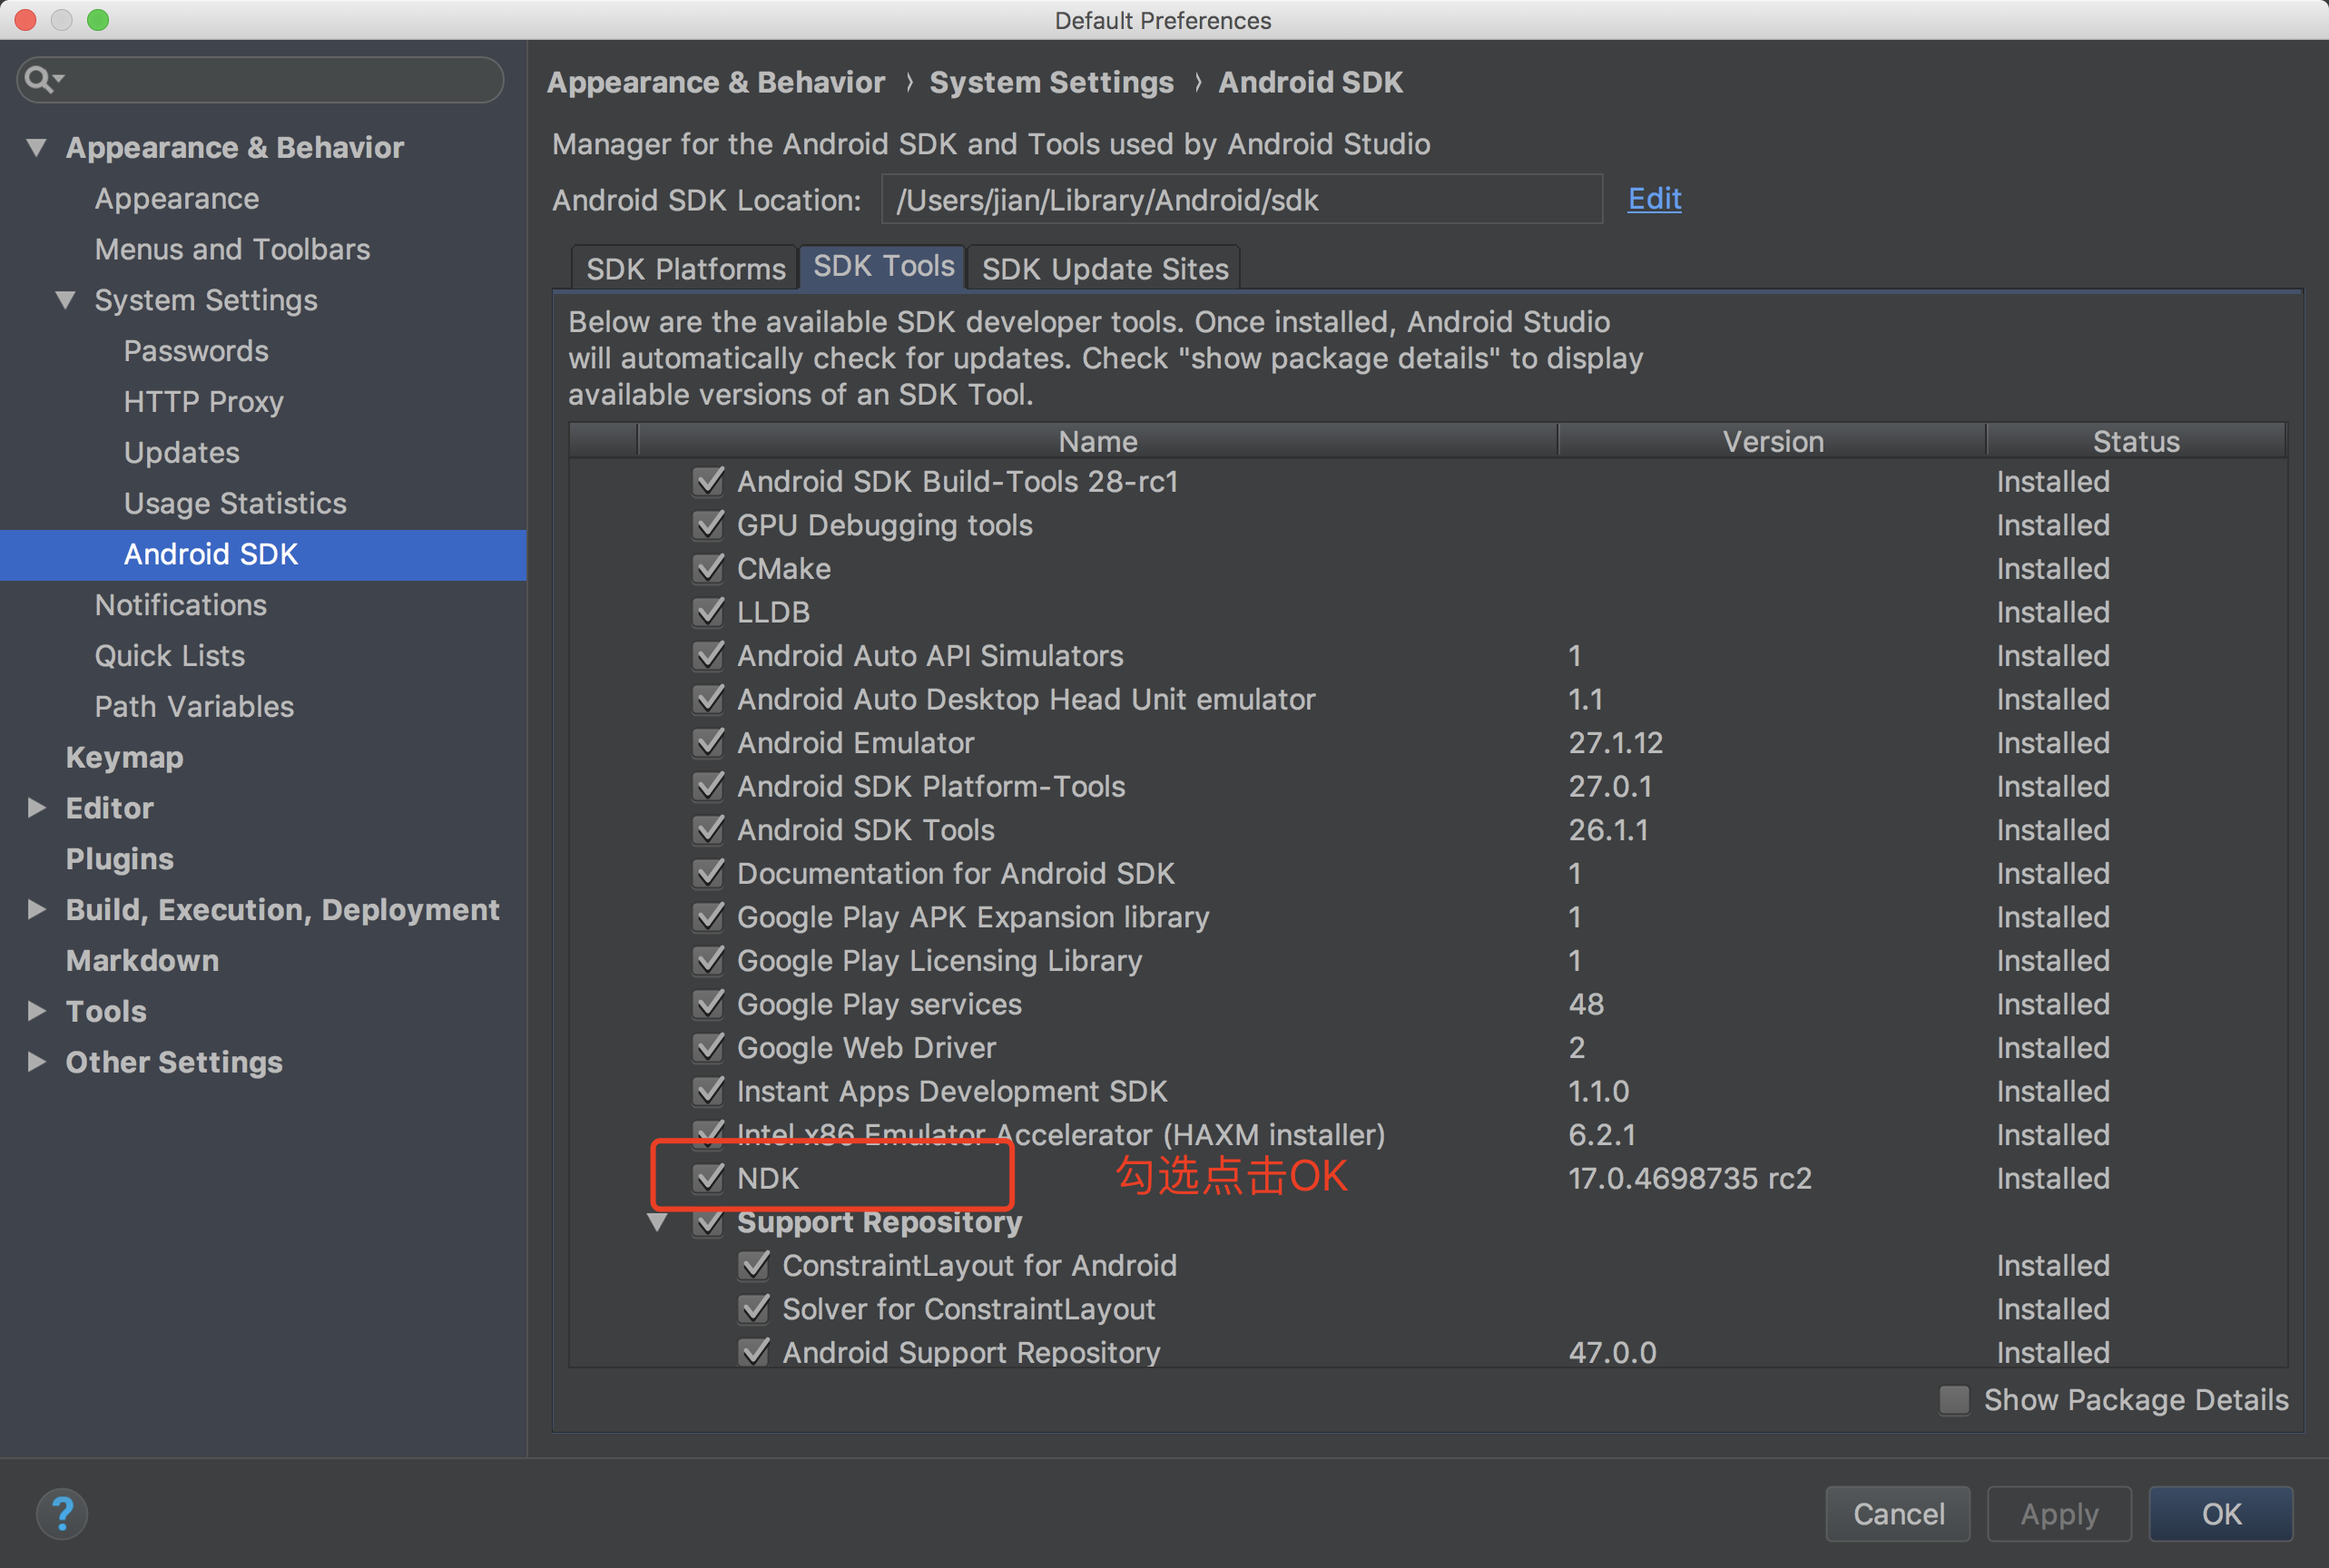 Default Preferences
Appearance & Behavior
Appearance
Menus and Toolbars
System Settings
Passwords
HTTP Proxy
Updates
Usage Statistics
Android SDK
Notifications
Quick Lists
Path Variables
Keymap
Editor
Plugins
Build, Execution, Deployment
Markdown
Tools
Other Settings
Appearance & Behavior › System Settings › Android SDK
Manager for the Android SDK and Tools used by Android Studio
Android SDK Location: /Users/jian/Library/Android/sdk Edit
SDK Platforms SDK Tools SDK Update Sites
Below are the available SDK developer tools. Once installed, Android Studio
will automatically check for updates. Check "show package details" to display
available versions of an SDK Tool.
Name Version Status
Android SDK Build-Tools 28-rc1 Installed
GPU Debugging tools Installed
CMake Installed
LLDB Installed
Android Auto API Simulators 1 Installed
Android Auto Desktop Head Unit emulator 1.1 Installed
Android Emulator 27.1.12 Installed
Android SDK Platform-Tools 27.0.1 Installed
Android SDK Tools 26.1.1 Installed
Documentation for Android SDK 1 Installed
Google Play APK Expansion library 1 Installed
Google Play Licensing Library 1 Installed
Google Play services 48 Installed
Google Web Driver 2 Installed
Instant Apps Development SDK 1.1.0 Installed
Intel x86 Emulator Accelerator (HAXM installer) 6.2.1 Installed
NDK 勾选点击OK 17.0.4698735 rc2 Installed
Support Repository
ConstraintLayout for Android Installed
Solver for ConstraintLayout Installed
Android Support Repository 47.0.0 Installed
Show Package Details
? Cancel Apply OK